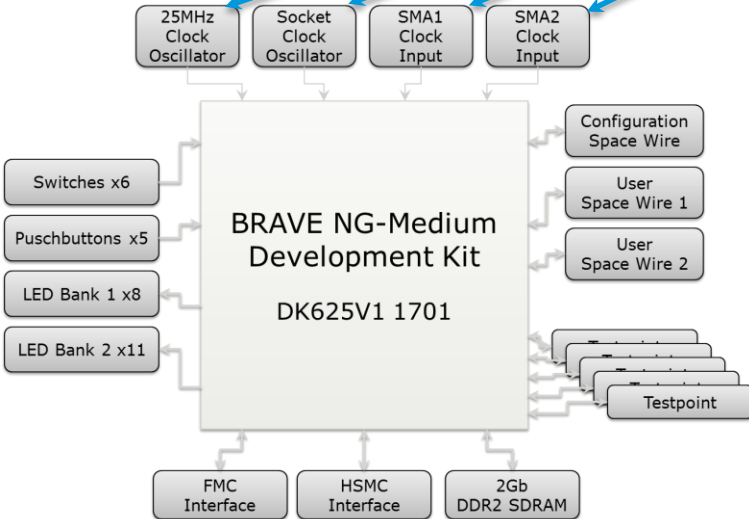 25MHz
Clock
Oscillator
Socket
Clock
Oscillator
SMA1
Clock
Input
SMA2
Clock
Input
Configuration
Space Wire
Switches x6
User
Space Wire 1
Puschbuttons x5
BRAVE NG-Medium
Development Kit
User
Space Wire 2
LED Bank 1 x8
DK625V1 1701
LED Bank 2 x11
Testpoint
FMC
Interface
HSMC
Interface
2Gb
DDR2 SDRAM